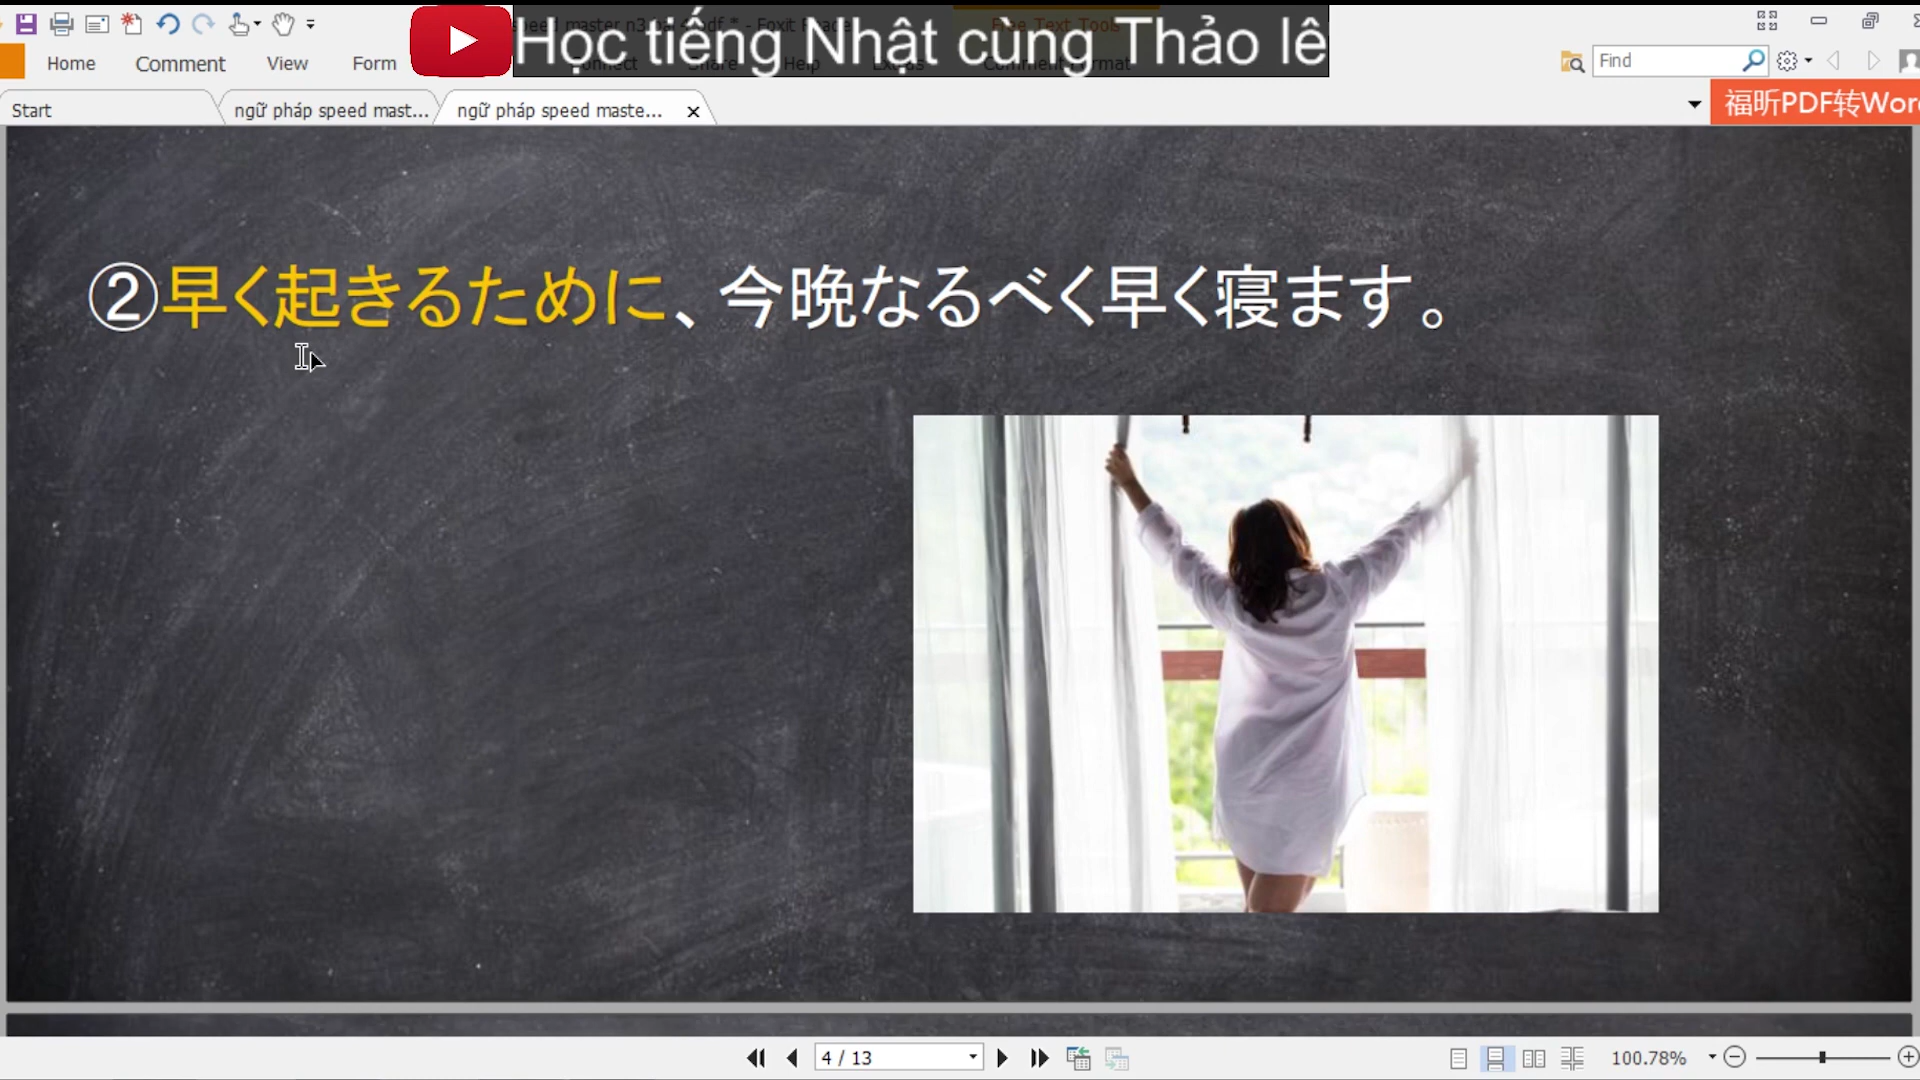 Học tiếng Nhật cùng Thảo lê
Home Comment View Form
Find
Start ngữ pháp speed mast... ngữ pháp speed maste...
福昕PDF转Wor
②早く起きるために、今晩なるべく早く寝ます。
4 / 13
100.78%